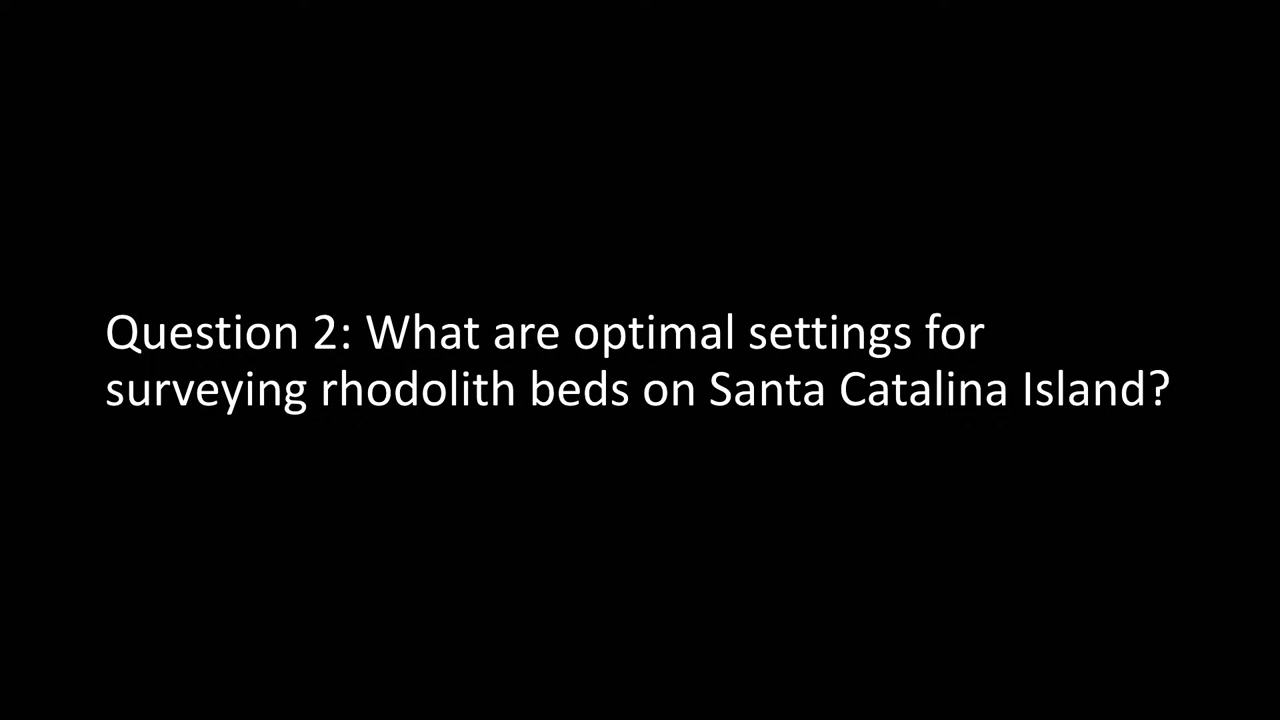 Question 2: What are optimal settings for
surveying rhodolith beds on Santa Catalina Island?